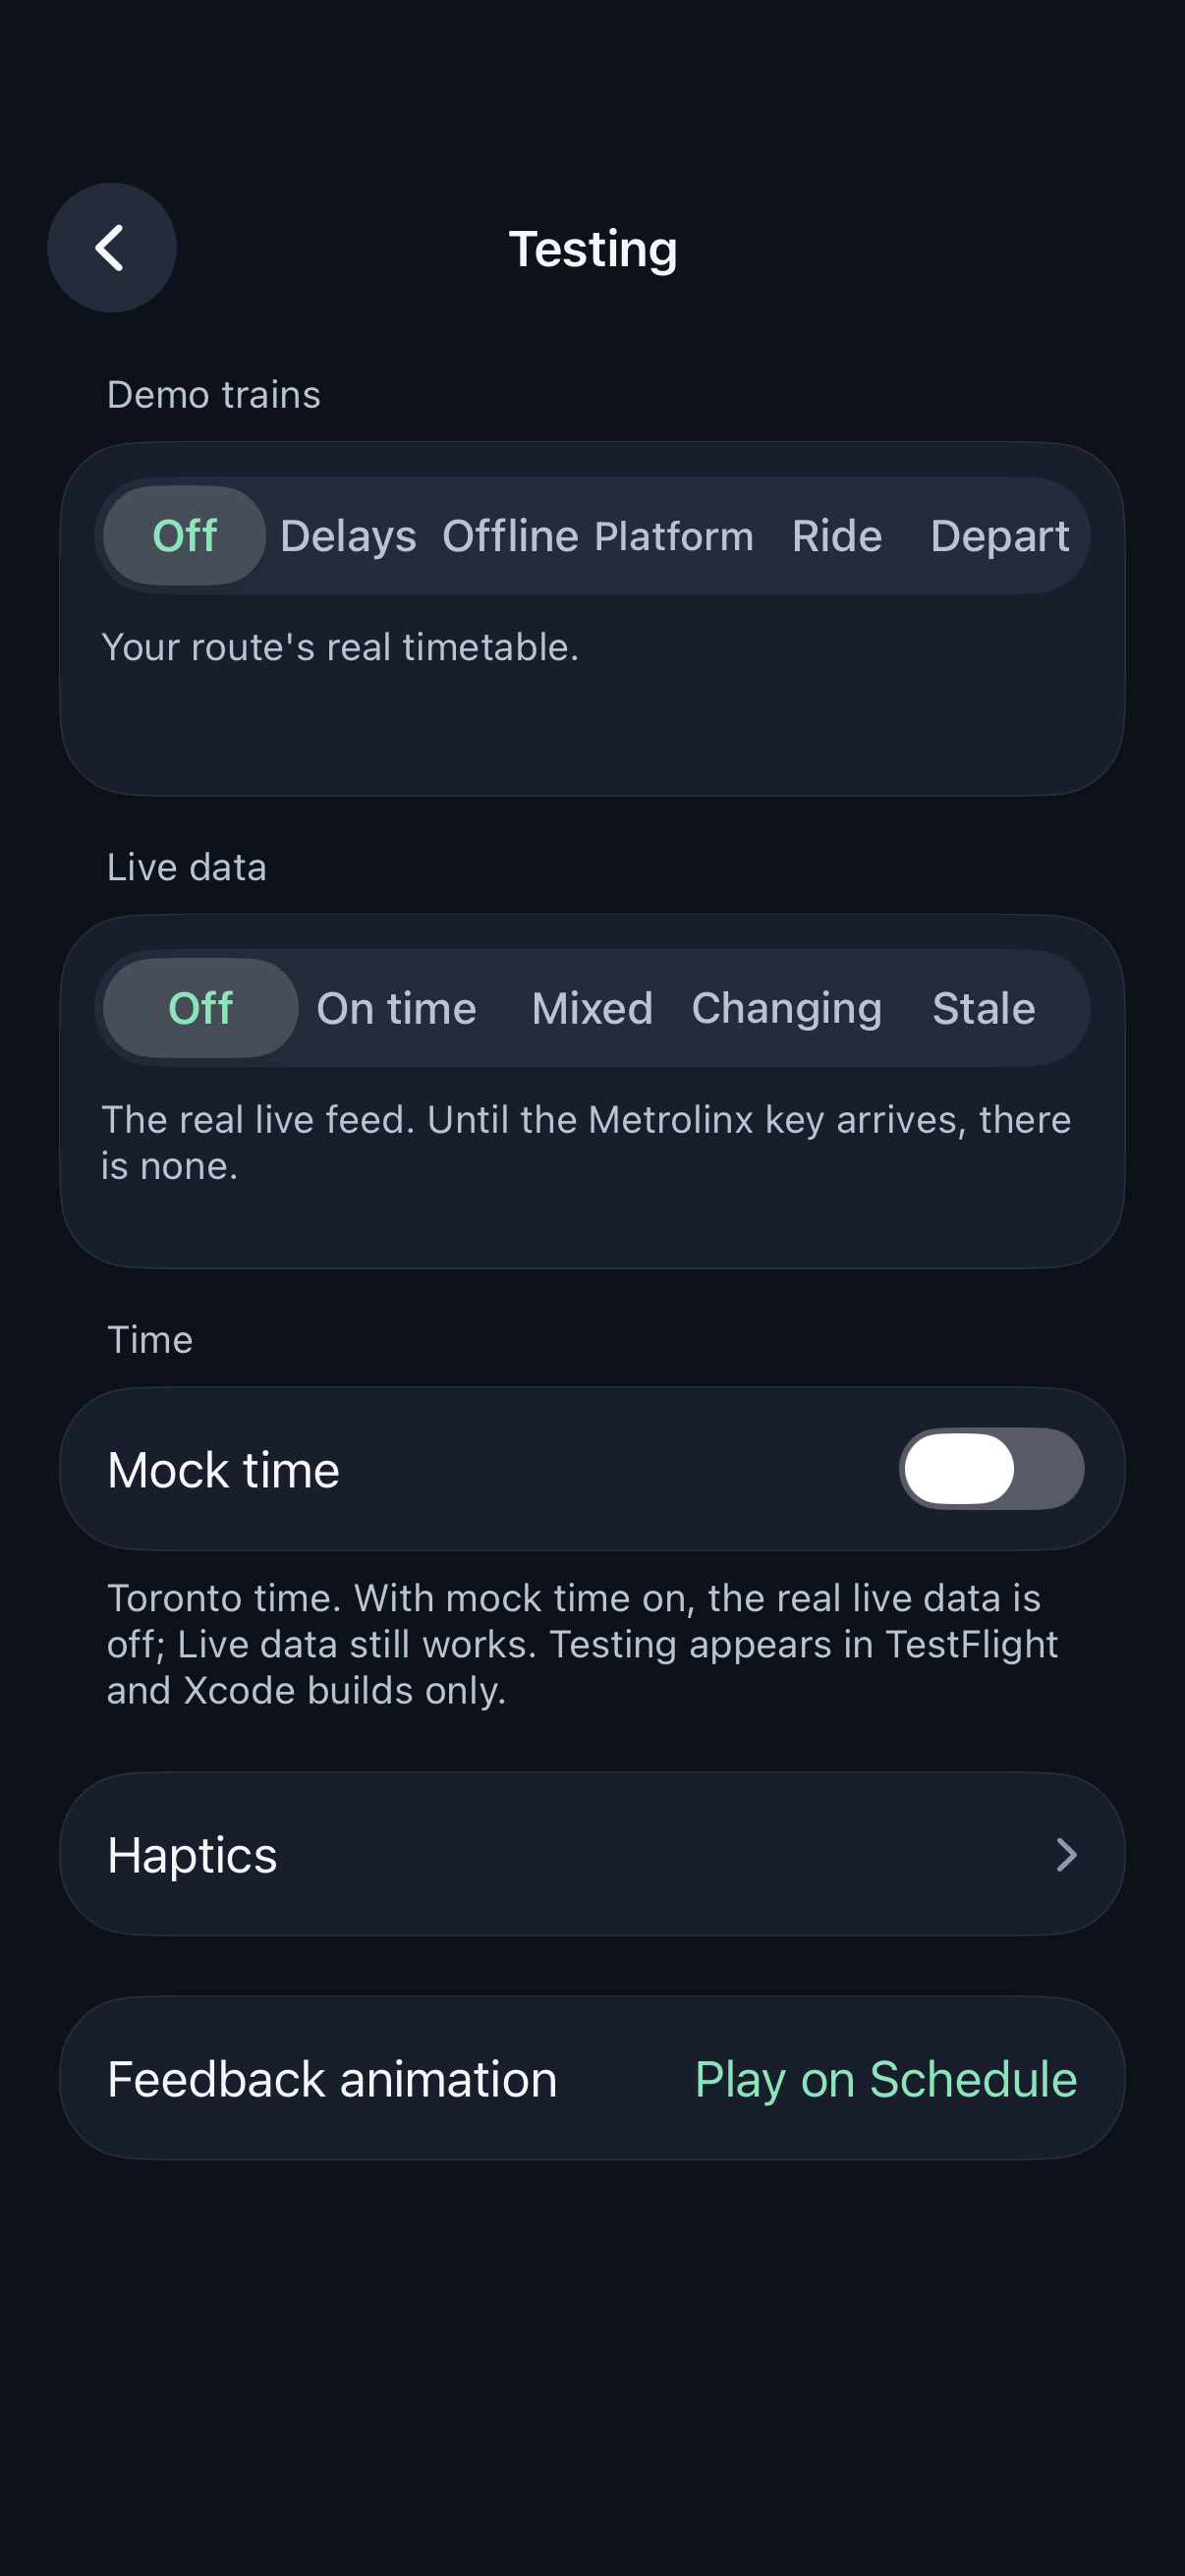 Testing
Demo trains
Off Delays Offline Platform Ride Depart
Your route's real timetable.
Live data
Off On time Mixed Changing Stale
The real live feed. Until the Metrolinx key arrives, there
is none.
Time
Mock time
Toronto time. With mock time on, the real live data is
off; Live data still works. Testing appears in TestFlight
and Xcode builds only.
Haptics
Feedback animation Play on Schedule